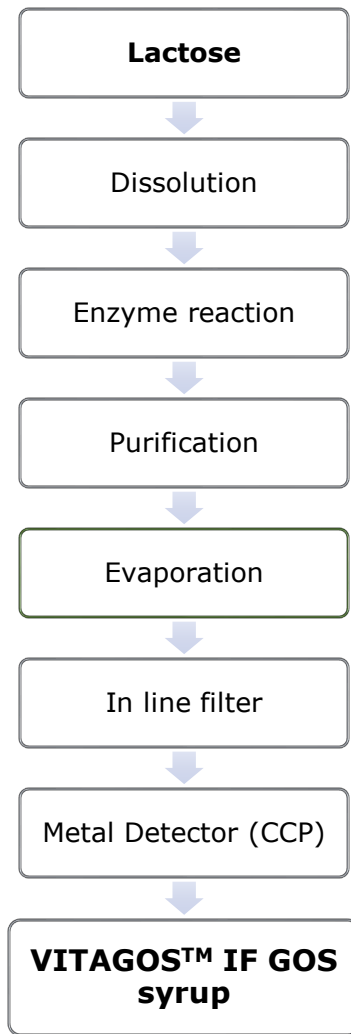 Lactose
Dissolution
Enzyme reaction
Purification
Evaporation
In line filter
Metal Detector (CCP)
VITAGOS™ IF GOS
syrup